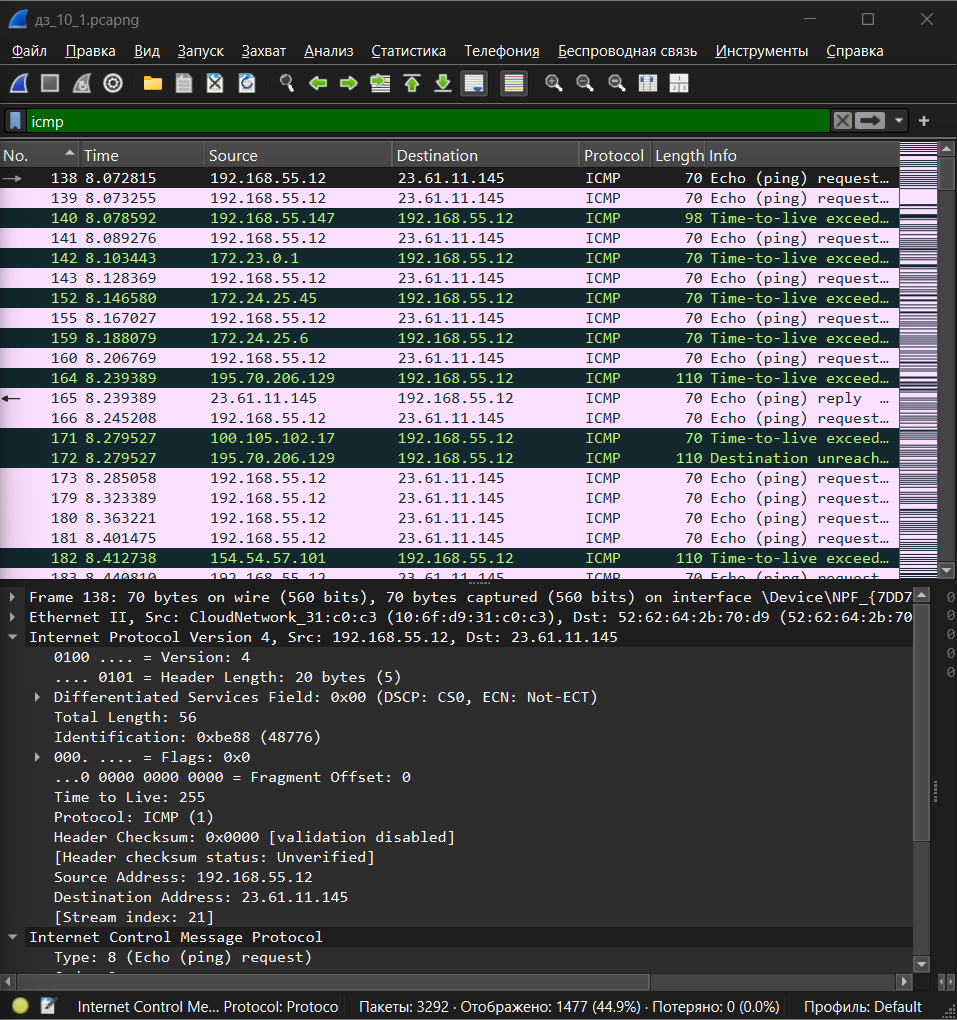 дз_10_1.pcapng
Файл Правка Вид Запуск Захват Анализ Статистика Телефония Беспроводная связь Инструменты Справка
icmp
No. Time Source Destination Protocol Length Info
138 8.072815 192.168.55.12 23.61.11.145 ICMP 70 Echo (ping) request…
139 8.073255 192.168.55.12 23.61.11.145 ICMP 70 Echo (ping) request…
140 8.078592 192.168.55.147 192.168.55.12 ICMP 98 Time-to-live exceed…
141 8.089276 192.168.55.12 23.61.11.145 ICMP 70 Echo (ping) request…
142 8.103443 172.23.0.1 192.168.55.12 ICMP 70 Time-to-live exceed…
143 8.128369 192.168.55.12 23.61.11.145 ICMP 70 Echo (ping) request…
152 8.146580 172.24.25.45 192.168.55.12 ICMP 70 Time-to-live exceed…
155 8.167027 192.168.55.12 23.61.11.145 ICMP 70 Echo (ping) request…
159 8.188079 172.24.25.6 192.168.55.12 ICMP 70 Time-to-live exceed…
160 8.206769 192.168.55.12 23.61.11.145 ICMP 70 Echo (ping) request…
164 8.239389 195.70.206.129 192.168.55.12 ICMP 110 Time-to-live exceed…
165 8.239389 23.61.11.145 192.168.55.12 ICMP 70 Echo (ping) reply …
166 8.245208 192.168.55.12 23.61.11.145 ICMP 70 Echo (ping) request…
171 8.279527 100.105.102.17 192.168.55.12 ICMP 70 Time-to-live exceed…
172 8.279527 195.70.206.129 192.168.55.12 ICMP 110 Destination unreach…
173 8.285058 192.168.55.12 23.61.11.145 ICMP 70 Echo (ping) request…
179 8.323389 192.168.55.12 23.61.11.145 ICMP 70 Echo (ping) request…
180 8.363221 192.168.55.12 23.61.11.145 ICMP 70 Echo (ping) request…
181 8.401475 192.168.55.12 23.61.11.145 ICMP 70 Echo (ping) request…
182 8.412738 154.54.57.101 192.168.55.12 ICMP 110 Time-to-live exceed…
183 8.440810 192.168.55.12 23.61.11.145 ICMP 70 Echo (ping) request…
Frame 138: 70 bytes on wire (560 bits), 70 bytes captured (560 bits) on interface \Device\NPF_{7DD7
Ethernet II, Src: CloudNetwork_31:c0:c3 (10:6f:d9:31:c0:c3), Dst: 52:62:64:2b:70:d9 (52:62:64:2b:70
Internet Protocol Version 4, Src: 192.168.55.12, Dst: 23.61.11.145
0100 .... = Version: 4
.... 0101 = Header Length: 20 bytes (5)
Differentiated Services Field: 0x00 (DSCP: CS0, ECN: Not-ECT)
Total Length: 56
Identification: 0xbe88 (48776)
000. .... = Flags: 0x0
...0 0000 0000 0000 = Fragment Offset: 0
Time to Live: 255
Protocol: ICMP (1)
Header Checksum: 0x0000 [validation disabled]
[Header checksum status: Unverified]
Source Address: 192.168.55.12
Destination Address: 23.61.11.145
[Stream index: 21]
Internet Control Message Protocol
Type: 8 (Echo (ping) request)
Internet Control Me... Protocol: Protoco Пакеты: 3292 · Отображено: 1477 (44.9%) · Потеряно: 0 (0.0%) Профиль: Default